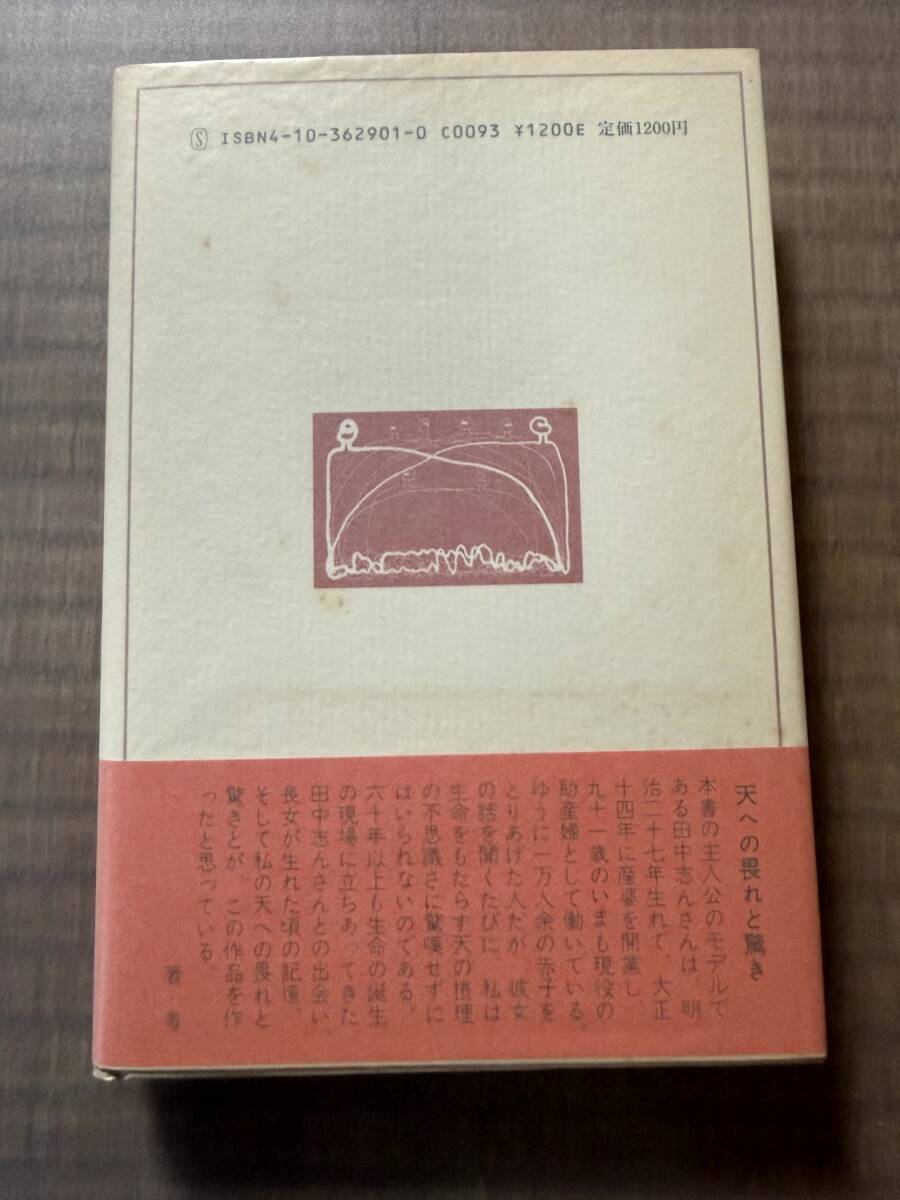 Ⓢ ISBN4-10-362901-0 C0093 ¥1200E 定価1200円
天への畏れと驚き
本書の主人公のモデルで
ある田中志んさんは、明
治二十七年生れて、大正
十四年に産婆を開業し、
九十一歳のいまも現役の
助産婦として働いている。
ゆうに一万人余の赤子を
とりあげた人だが、彼女
の話を聞くたびに、私は
生命をもたらす天の摂理
の不思議さに驚嘆せずに
はいられないのである。
六十年以上も生命の誕生
の現場に立ちあってきた
田中志んさんとの出会い、
長女が生れた頃の記憶、
そして私の天への畏れと
驚きとが、この作品を作
ったと思っている。
著・者